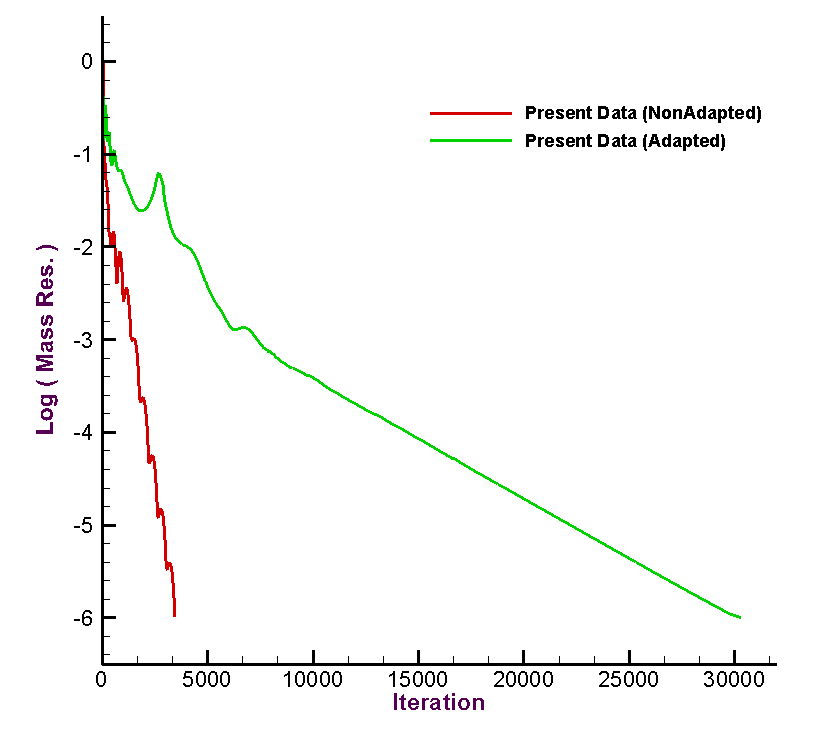 0
Present Data (NonAdapted)
Present Data (Adapted)
-1
-2
-3
-4
-5
-6
Log ( Mass Res. )
0 5000 10000 15000 20000 25000 30000
Iteration